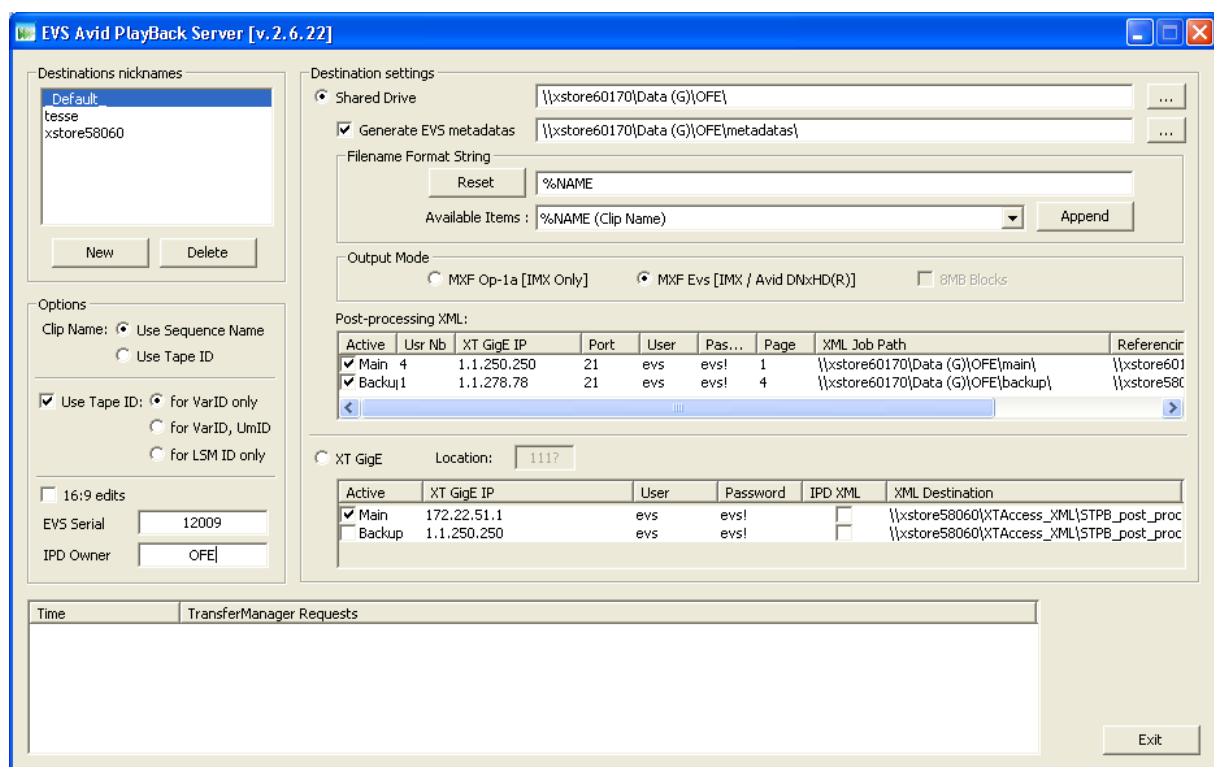 EVS Avid PlayBack Server [v.2.6.22]
Destinations nicknames
_Default_
tesse
xstore58060
New Delete
Options
Clip Name: Use Sequence Name
Use Tape ID
Use Tape ID: for VarID only
for VarID, UmID
for LSM ID only
16:9 edits
EVS Serial 12009
IPD Owner OFE
Destination settings
Shared Drive \\xstore60170\Data (G)\OFE\ ...
Generate EVS metadatas \\xstore60170\Data (G)\OFE\metadatas\ ...
Filename Format String
Reset %NAME
Available Items : %NAME (Clip Name) Append
Output Mode
MXF Op-1a [IMX Only] MXF Evs [IMX / Avid DNxHD(R)] 8MB Blocks
Post-processing XML:
Active Usr Nb XT GigE IP Port User Pas... Page XML Job Path Referencir
Main 4 1.1.250.250 21 evs evs! 1 \\xstore60170\Data (G)\OFE\main\ \\xstore601
Backup 1 1.1.278.78 21 evs evs! 4 \\xstore60170\Data (G)\OFE\backup\ \\xstore580
XT GigE Location: 111?
Active XT GigE IP User Password IPD XML XML Destination
Main 172.22.51.1 evs evs! \\xstore58060\XTAccess_XML\STPB_post_proc
Backup 1.1.250.250 evs evs! \\xstore58060\XTAccess_XML\STPB_post_proc
Time TransferManager Requests
Exit